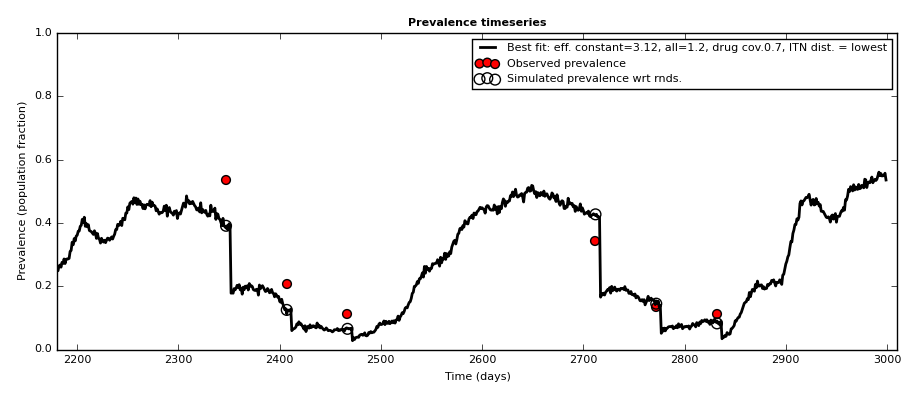 Prevalence timeseries
1.0
0.8
0.6
0.4
0.2
0.0
Prevalence (population fraction)
Best fit: eff. constant=3.12, all=1.2, drug cov.0.7, ITN dist. = lowest
Observed prevalence
Simulated prevalence wrt rnds.
2200 2300 2400 2500 2600 2700 2800 2900 3000
Time (days)